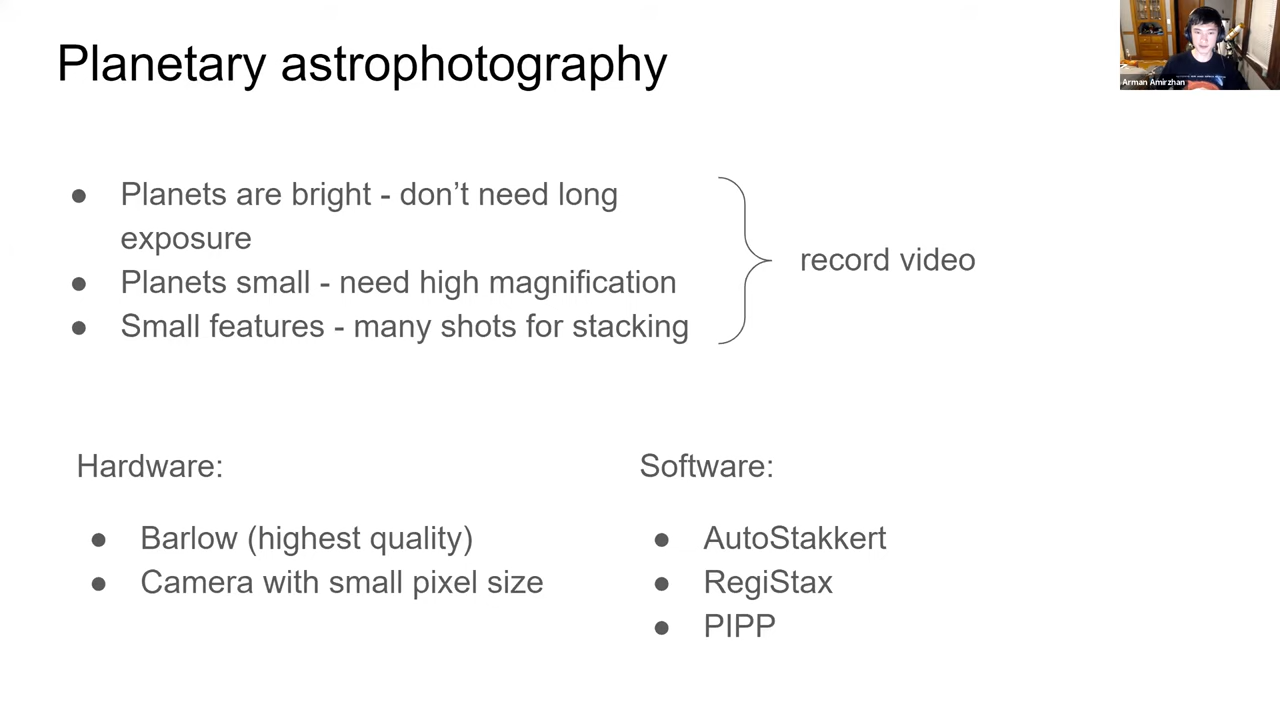 Planetary astrophotography
Arman Amirzhan
● Planets are bright - don’t need long
exposure
● Planets small - need high magnification
● Small features - many shots for stacking
record video
Hardware:
● Barlow (highest quality)
● Camera with small pixel size
Software:
● AutoStakkert
● RegiStax
● PIPP